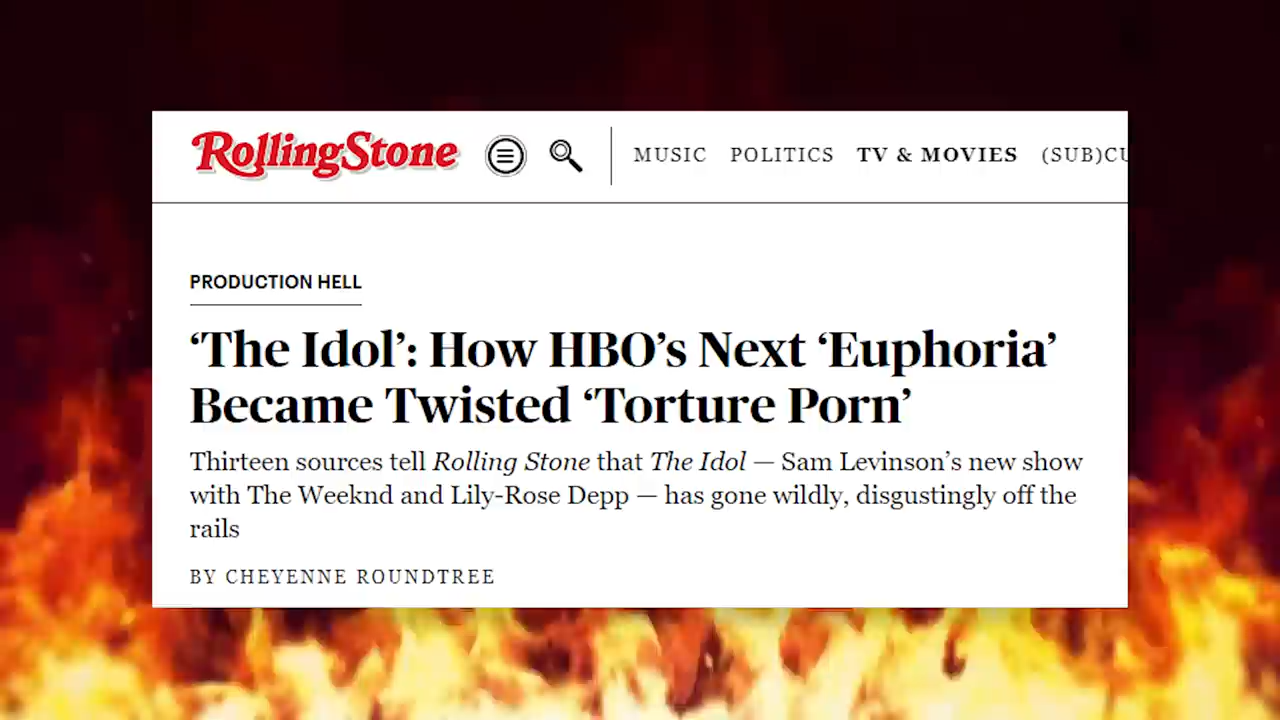 RollingStone MUSIC POLITICS TV & MOVIES (SUB)CU
PRODUCTION HELL
‘The Idol’: How HBO’s Next ‘Euphoria’
Became Twisted ‘Torture Porn’
Thirteen sources tell Rolling Stone that The Idol — Sam Levinson’s new show
with The Weeknd and Lily-Rose Depp — has gone wildly, disgustingly off the
rails
BY CHEYENNE ROUNDTREE